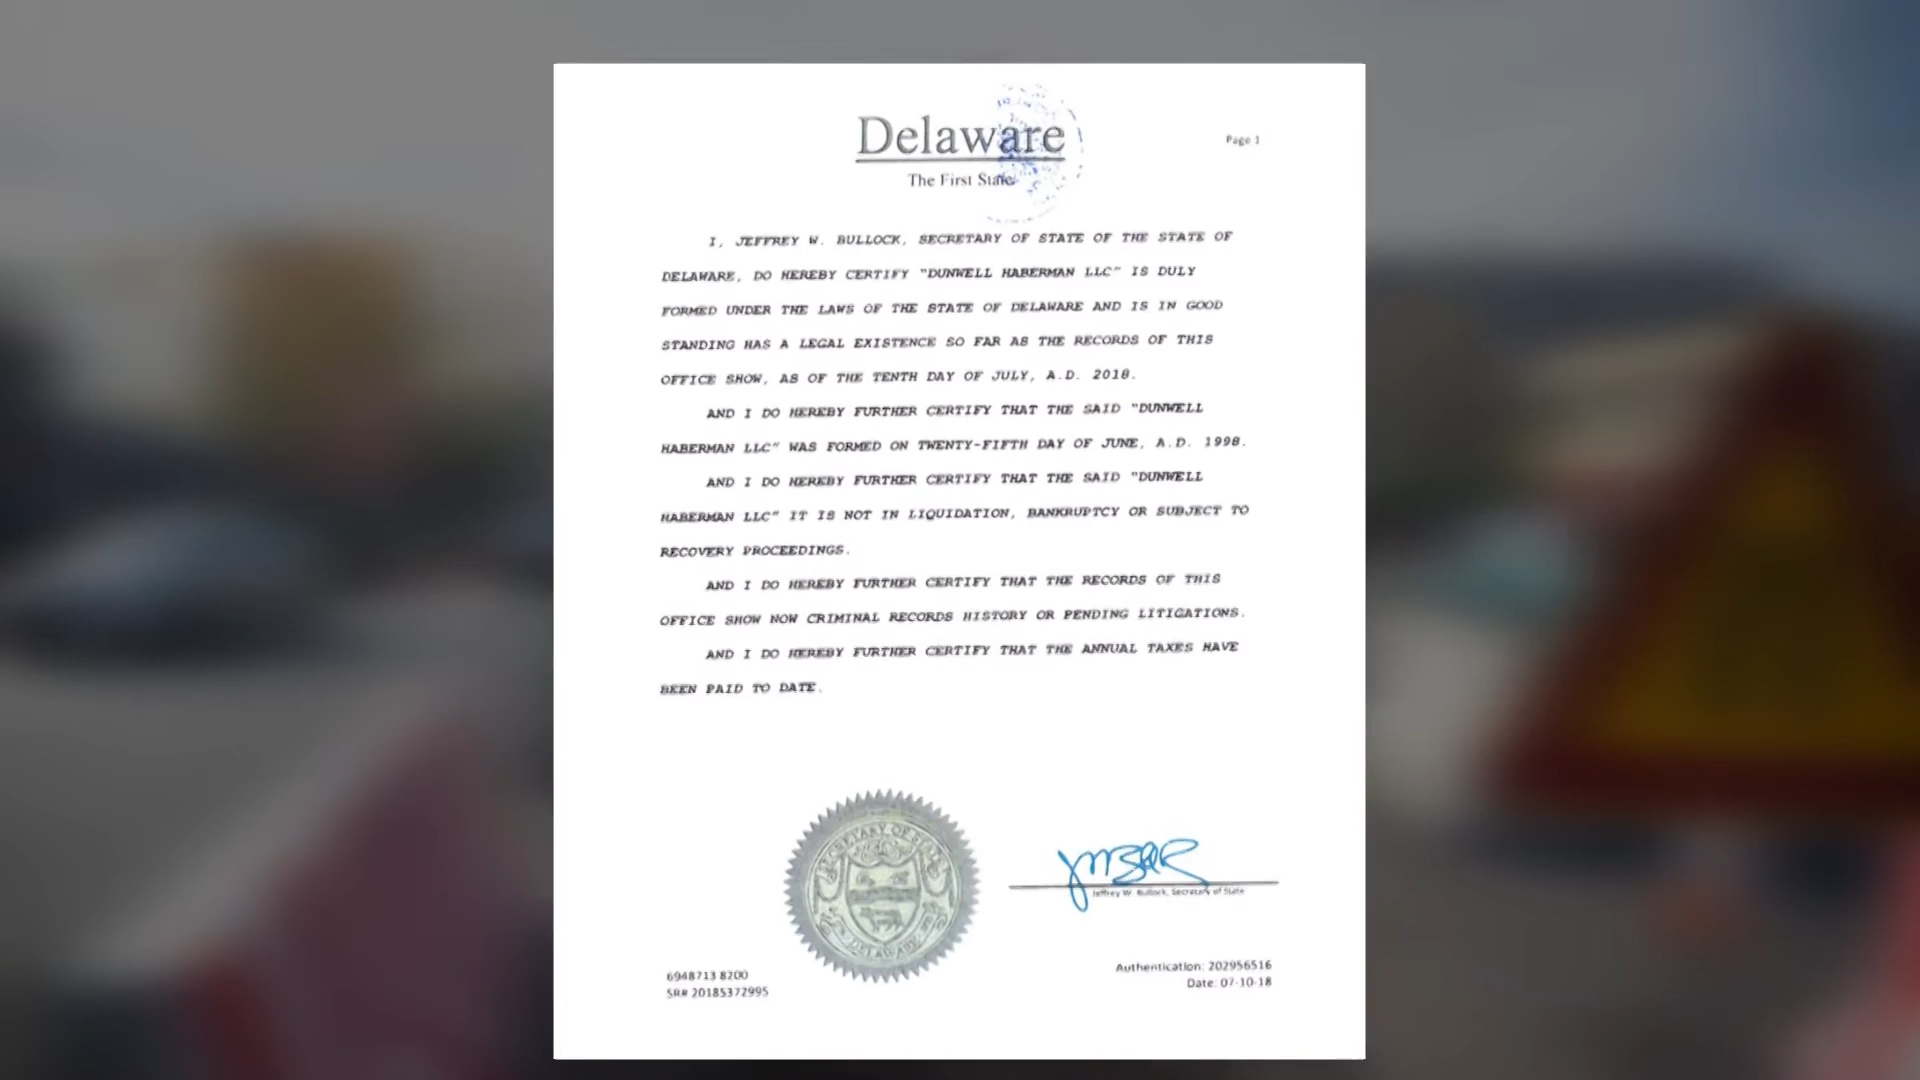 Delaware
Page 1
The First State
I, JEFFREY W. BULLOCK, SECRETARY OF STATE OF THE STATE OF
DELAWARE, DO HEREBY CERTIFY "DUNWELL HABERMAN LLC" IS DULY
FORMED UNDER THE LAWS OF THE STATE OF DELAWARE AND IS IN GOOD
STANDING HAS A LEGAL EXISTENCE SO FAR AS THE RECORDS OF THIS
OFFICE SHOW, AS OF THE TENTH DAY OF JULY, A.D. 2018.
AND I DO HEREBY FURTHER CERTIFY THAT THE SAID "DUNWELL
HABERMAN LLC" WAS FORMED ON TWENTY-FIFTH DAY OF JUNE, A.D. 1998.
AND I DO HEREBY FURTHER CERTIFY THAT THE SAID "DUNWELL
HABERMAN LLC" IT IS NOT IN LIQUIDATION, BANKRUPTCY OR SUBJECT TO
RECOVERY PROCEEDINGS.
AND I DO HEREBY FURTHER CERTIFY THAT THE RECORDS OF THIS
OFFICE SHOW NOW CRIMINAL RECORDS HISTORY OR PENDING LITIGATIONS.
AND I DO HEREBY FURTHER CERTIFY THAT THE ANNUAL TAXES HAVE
BEEN PAID TO DATE.
SECRETARY OF STATE
DELAWARE
Jeffrey W. Bullock, Secretary of State
6948713 8200
SR# 20185372995
Authentication: 202956516
Date: 07-10-18